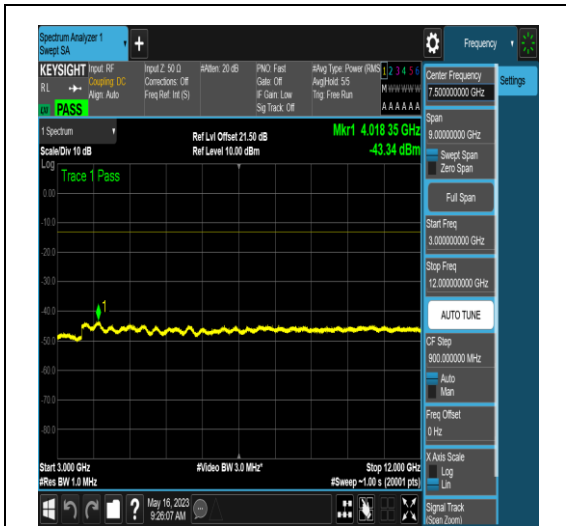 Spectrum Analyzer 1
Swept SA
Frequency
KEYSIGHT
RL
PASS
Input: RF
Coupling: DC
Align: Auto
Input Z: 50 Ω
Corrections: Off
Freq Ref: Int (S)
#Atten: 20 dB
PNO: Fast
Gate: Off
IF Gain: Low
Sig Track: Off
#Avg Type: Power (RMS
Avg|Hold: 5/5
Trig: Free Run
1 2 3 4 5 6
M W W W W W
A A A A A A
Center Frequency
7.500000000 GHz
Settings
Span
9.00000000 GHz
Swept Span
Zero Span
Full Span
Start Freq
3.000000000 GHz
Stop Freq
12.000000000 GHz
AUTO TUNE
CF Step
900.000000 MHz
Auto
Man
Freq Offset
0 Hz
X Axis Scale
Log
Lin
Signal Track
(Span Zoom)
1 Spectrum
Scale/Div 10 dB
Ref Lvl Offset 21.50 dB
Ref Level 10.00 dBm
Mkr1 4.018 35 GHz
-43.34 dBm
Log
Trace 1 Pass
0.00
-10.0
-20.0
-30.0
-40.0
-50.0
-60.0
-70.0
-80.0
1
Start 3.000 GHz
#Res BW 1.0 MHz
#Video BW 3.0 MHz*
Stop 12.000 GHz
#Sweep ~1.00 s (20001 pts)
May 16, 2023
9:26:07 AM